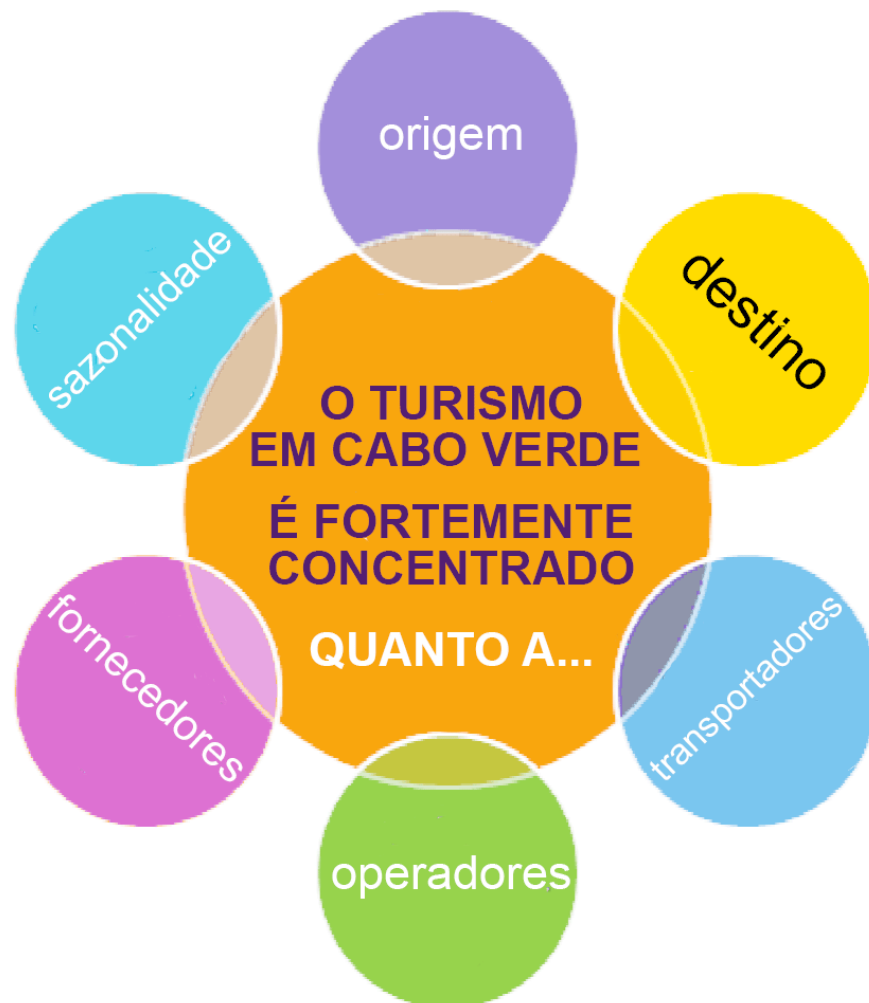 O TURISMO
EM CABO VERDE
É FORTEMENTE
CONCENTRADO
QUANTO A...
origem
destino
transportadores
operadores
fornecedores
sazonalidade